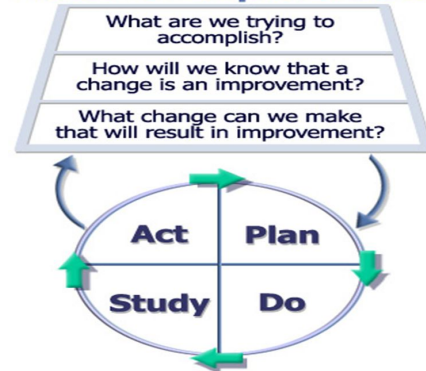 What are we trying to
accomplish?
How will we know that a
change is an improvement?
What change can we make
that will result in improvement?
Act Plan
Study Do